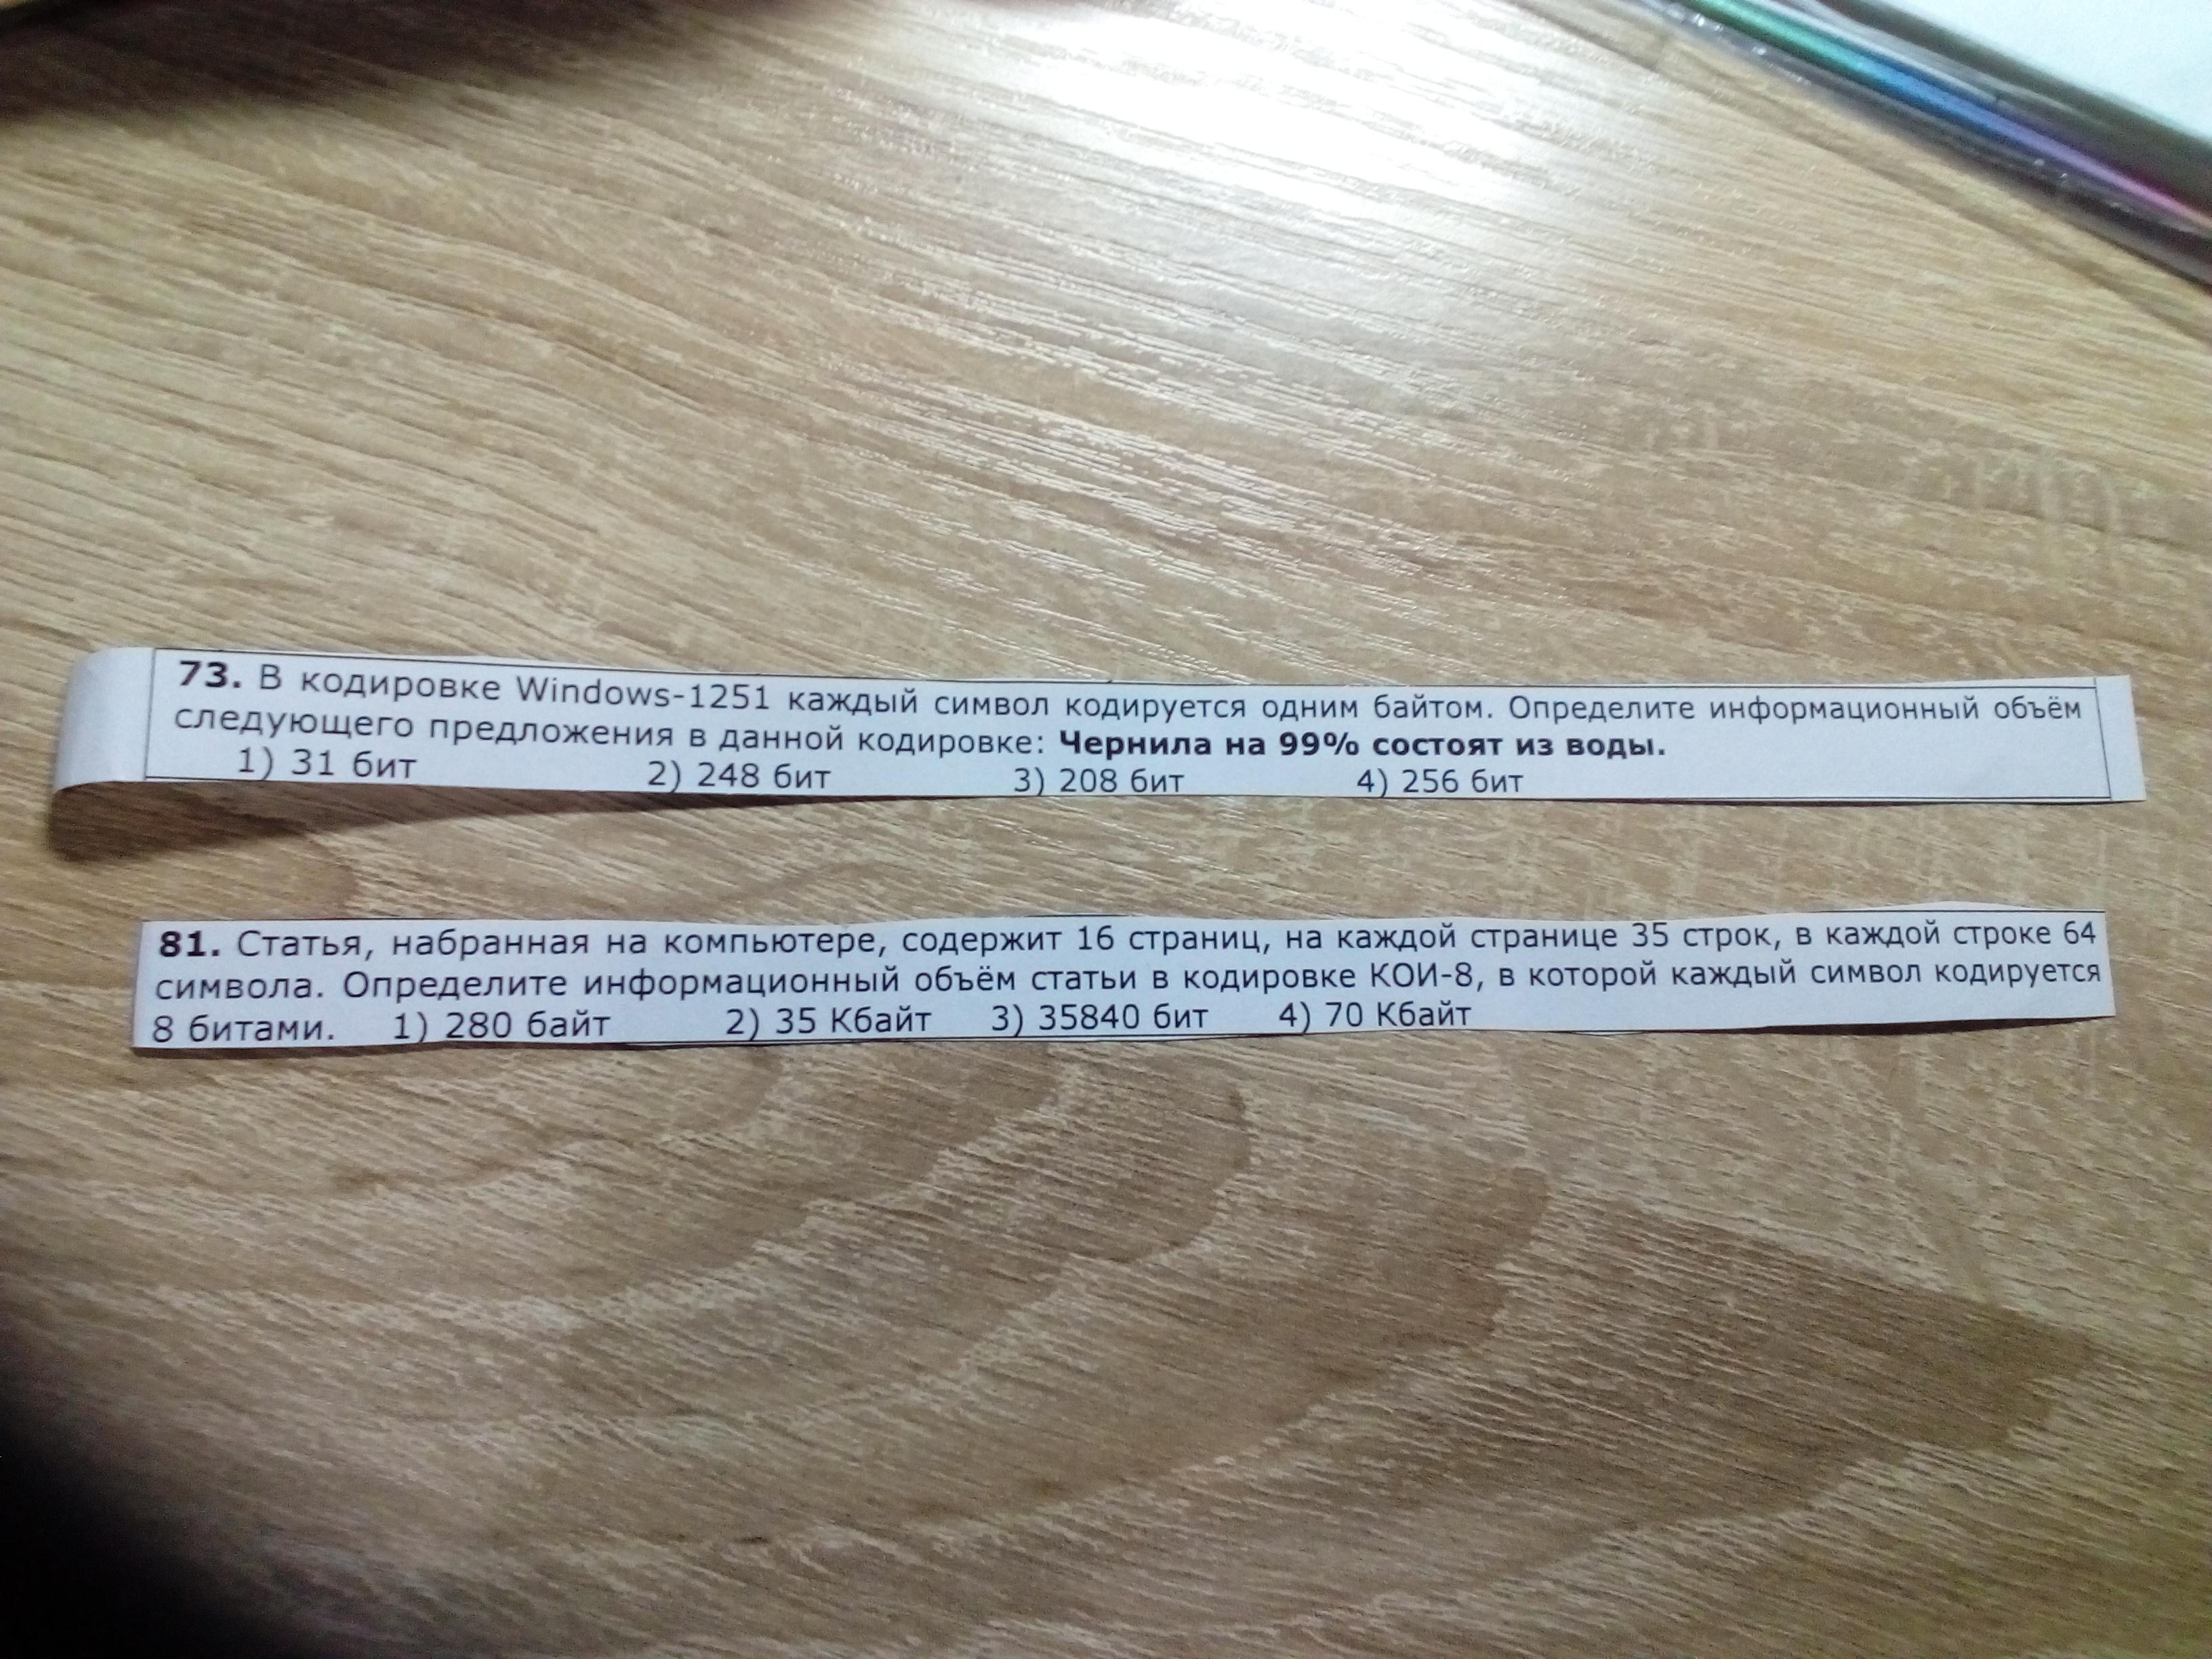 73. В кодировке Windows-1251 каждый символ кодируется одним байтом. Определите информационный объём
следующего предложения в данной кодировке: Чернила на 99% состоят из воды.
1) 31 бит 2) 248 бит 3) 208 бит 4) 256 бит
81. Статья, набранная на компьютере, содержит 16 страниц, на каждой странице 35 строк, в каждой строке 64
символа. Определите информационный объём статьи в кодировке КОИ-8, в которой каждый символ кодируется
8 битами. 1) 280 байт 2) 35 Кбайт 3) 35840 бит 4) 70 Кбайт